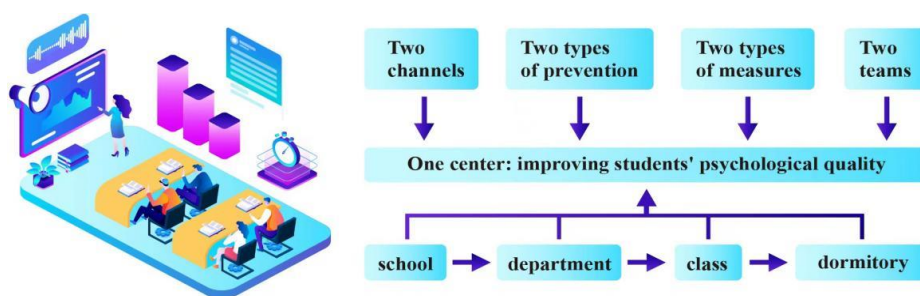 Two
channels
Two types
of prevention
Two types
of measures
Two
teams
One center: improving students' psychological quality
school
department
class
dormitory